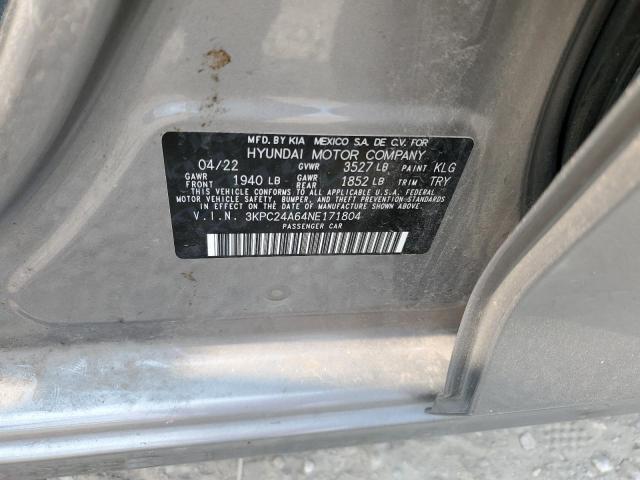 MFD. BY KIA MEXICO S.A. DE C.V. FOR
HYUNDAI MOTOR COMPANY
04/22 GVWR 3527 LB PAINT KLG
GAWR FRONT 1940 LB GAWR REAR 1852 LB TRIM TRY
THIS VEHICLE CONFORMS TO ALL APPLICABLE U.S.A. FEDERAL
MOTOR VEHICLE SAFETY, BUMPER, AND THEFT PREVENTION
STANDARDS IN EFFECT ON THE DATE OF MANUFACTURE SHOWN ABOVE.
V.I.N. 3KPC24A64NE171804
PASSENGER CAR